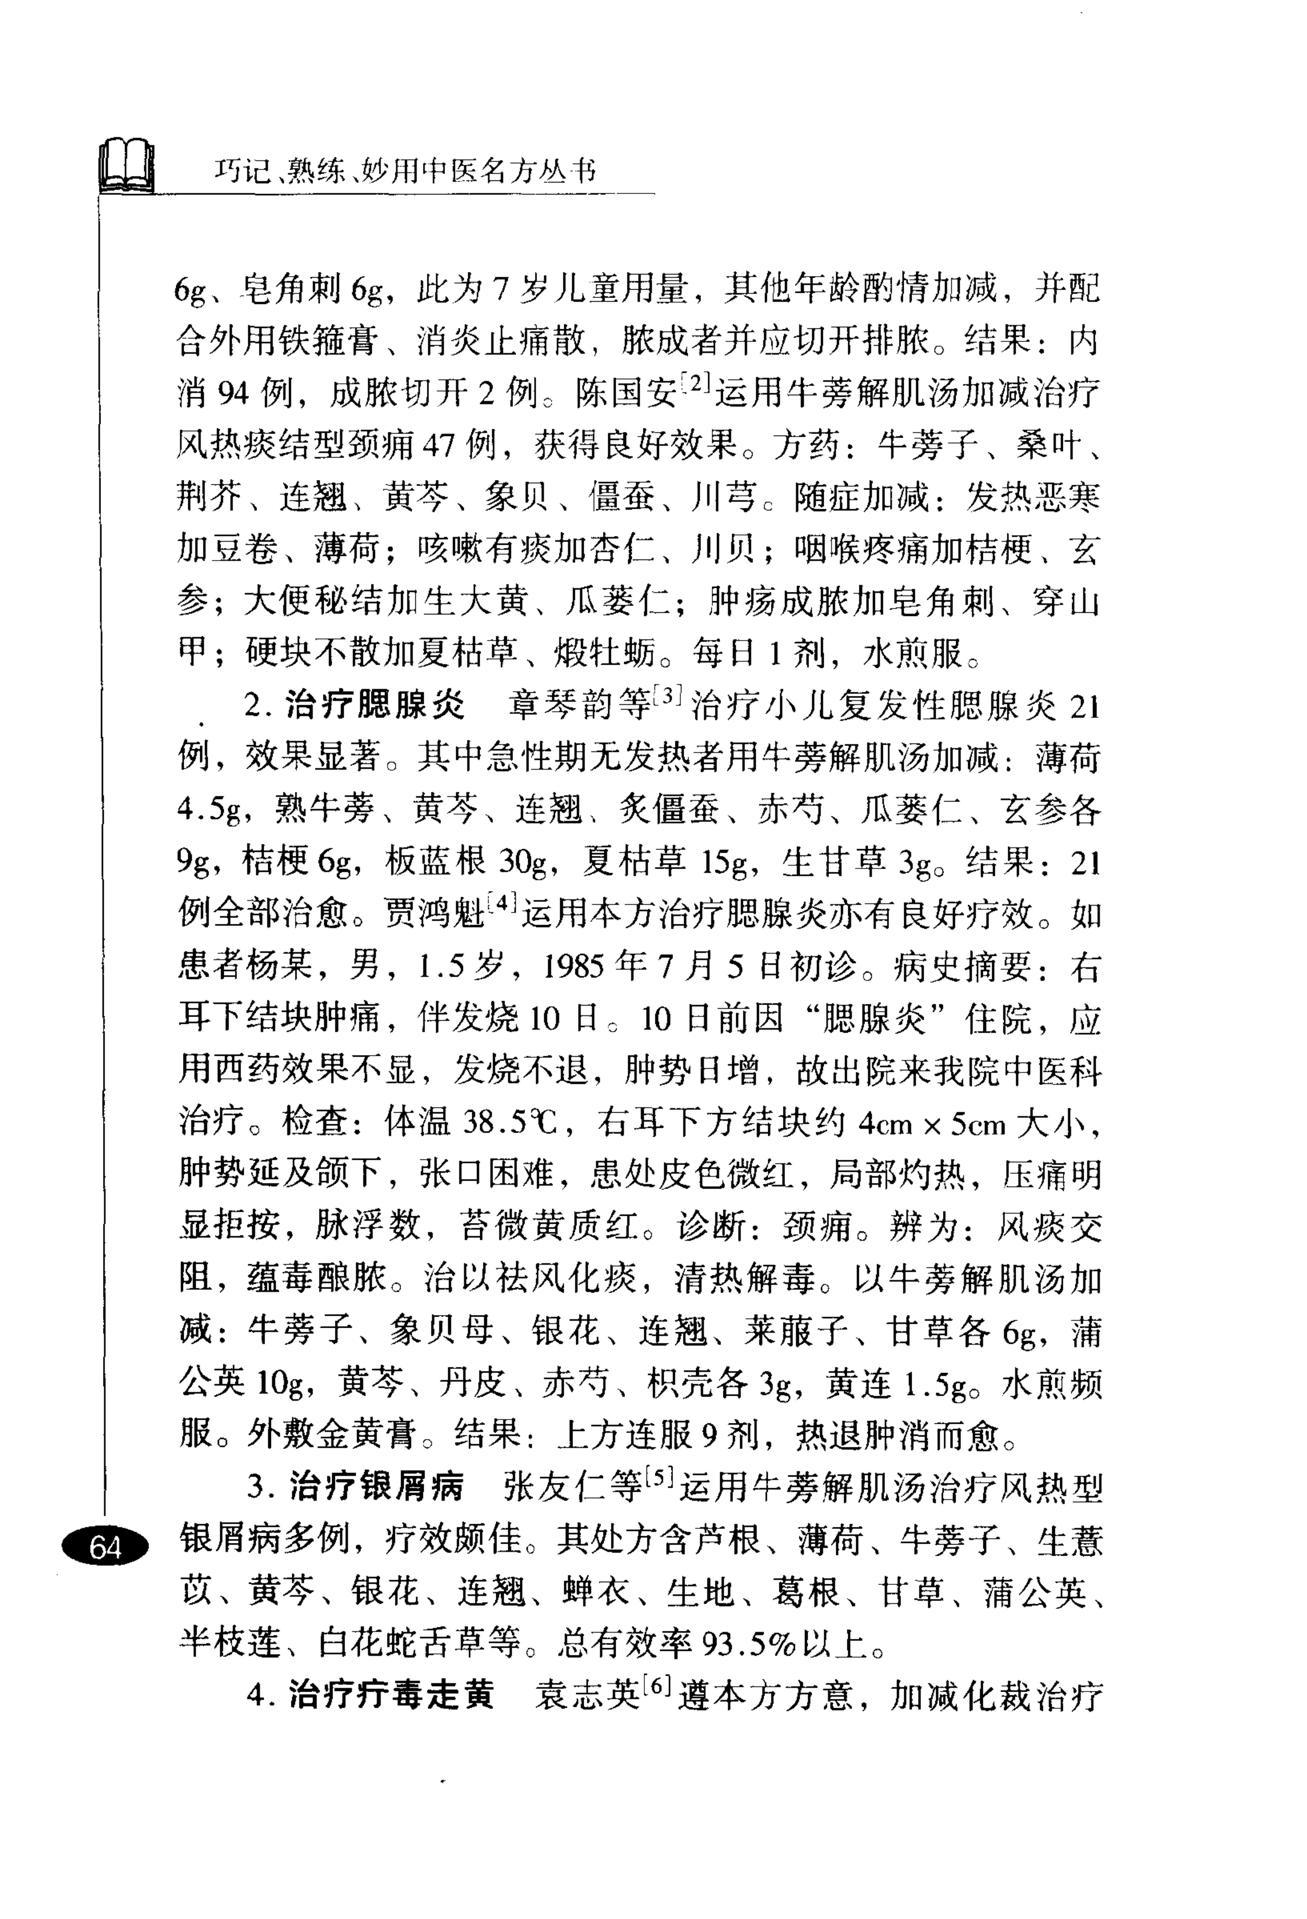 巧记、熟练、妙用中医名方丛书
6g、皂角刺 6g，此为 7 岁儿童用量，其他年龄酌情加减，并配
合外用铁箍膏、消炎止痛散，脓成者并应切开排脓。结果：内
消 94 例，成脓切开 2 例。陈国安[2]运用牛蒡解肌汤加减治疗
风热痰结型颈痈 47 例，获得良好效果。方药：牛蒡子、桑叶、
荆芥、连翘、黄芩、象贝、僵蚕、川芎。随症加减：发热恶寒
加豆卷、薄荷；咳嗽有痰加杏仁、川贝；咽喉疼痛加桔梗、玄
参；大便秘结加生大黄、瓜蒌仁；肿疡成脓加皂角刺、穿山
甲；硬块不散加夏枯草、煅牡蛎。每日 1 剂，水煎服。
2. 治疗腮腺炎 章琴韵等[3]治疗小儿复发性腮腺炎 21
例，效果显著。其中急性期无发热者用牛蒡解肌汤加减：薄荷
4.5g，熟牛蒡、黄芩、连翘、炙僵蚕、赤芍、瓜蒌仁、玄参各
9g，桔梗 6g，板蓝根 30g，夏枯草 15g，生甘草 3g。结果：21
例全部治愈。贾鸿魁[4]运用本方治疗腮腺炎亦有良好疗效。如
患者杨某，男，1.5 岁，1985 年 7 月 5 日初诊。病史摘要：右
耳下结块肿痛，伴发烧 10 日。10 日前因“腮腺炎”住院，应
用西药效果不显，发烧不退，肿势日增，故出院来我院中医科
治疗。检查：体温 38.5℃，右耳下方结块约 4cm × 5cm 大小，
肿势延及颌下，张口困难，患处皮色微红，局部灼热，压痛明
显拒按，脉浮数，苔微黄质红。诊断：颈痈。辨为：风痰交
阻，蕴毒酿脓。治以祛风化痰，清热解毒。以牛蒡解肌汤加
减：牛蒡子、象贝母、银花、连翘、莱菔子、甘草各 6g，蒲
公英 10g，黄芩、丹皮、赤芍、枳壳各 3g，黄连 1.5g。水煎频
服。外敷金黄膏。结果：上方连服 9 剂，热退肿消而愈。
3. 治疗银屑病 张友仁等[5]运用牛蒡解肌汤治疗风热型
银屑病多例，疗效颇佳。其处方含芦根、薄荷、牛蒡子、生薏
苡、黄芩、银花、连翘、蝉衣、生地、葛根、甘草、蒲公英、
半枝莲、白花蛇舌草等。总有效率 93.5%以上。
4. 治疗疔毒走黄 袁志英[6]遵本方方意，加减化裁治疗
64